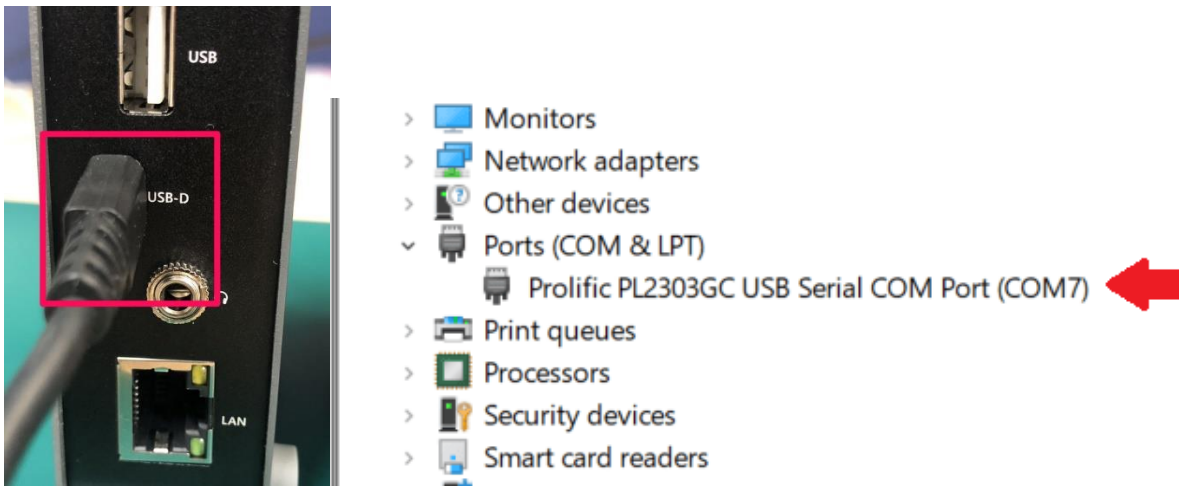 USB
USB-D
LAN
Monitors
Network adapters
Other devices
Ports (COM & LPT)
Prolific PL2303GC USB Serial COM Port (COM7)
Print queues
Processors
Security devices
Smart card readers